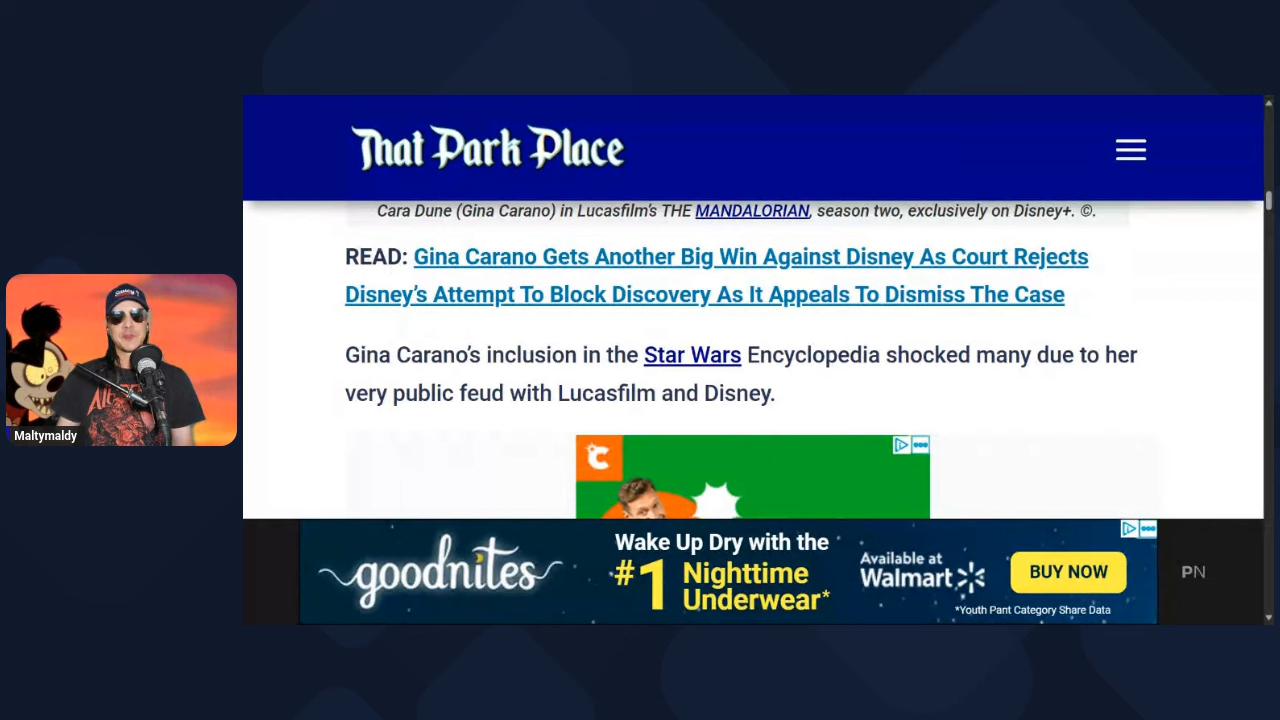 That Park Place
Cara Dune (Gina Carano) in Lucasfilm's THE MANDALORIAN, season two, exclusively on Disney+. ©.
READ: Gina Carano Gets Another Big Win Against Disney As Court Rejects
Disney's Attempt To Block Discovery As It Appeals To Dismiss The Case
Gina Carano's inclusion in the Star Wars Encyclopedia shocked many due to her
very public feud with Lucasfilm and Disney.
Maltymaldy
goodnites
Wake Up Dry with the
#1 Nighttime
Underwear*
Available at
Walmart
BUY NOW
*Youth Pant Category Share Data
PN